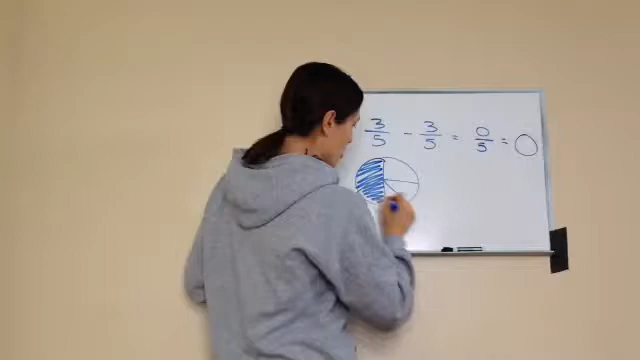 3/5 - 3/5 = 0/5 = 0